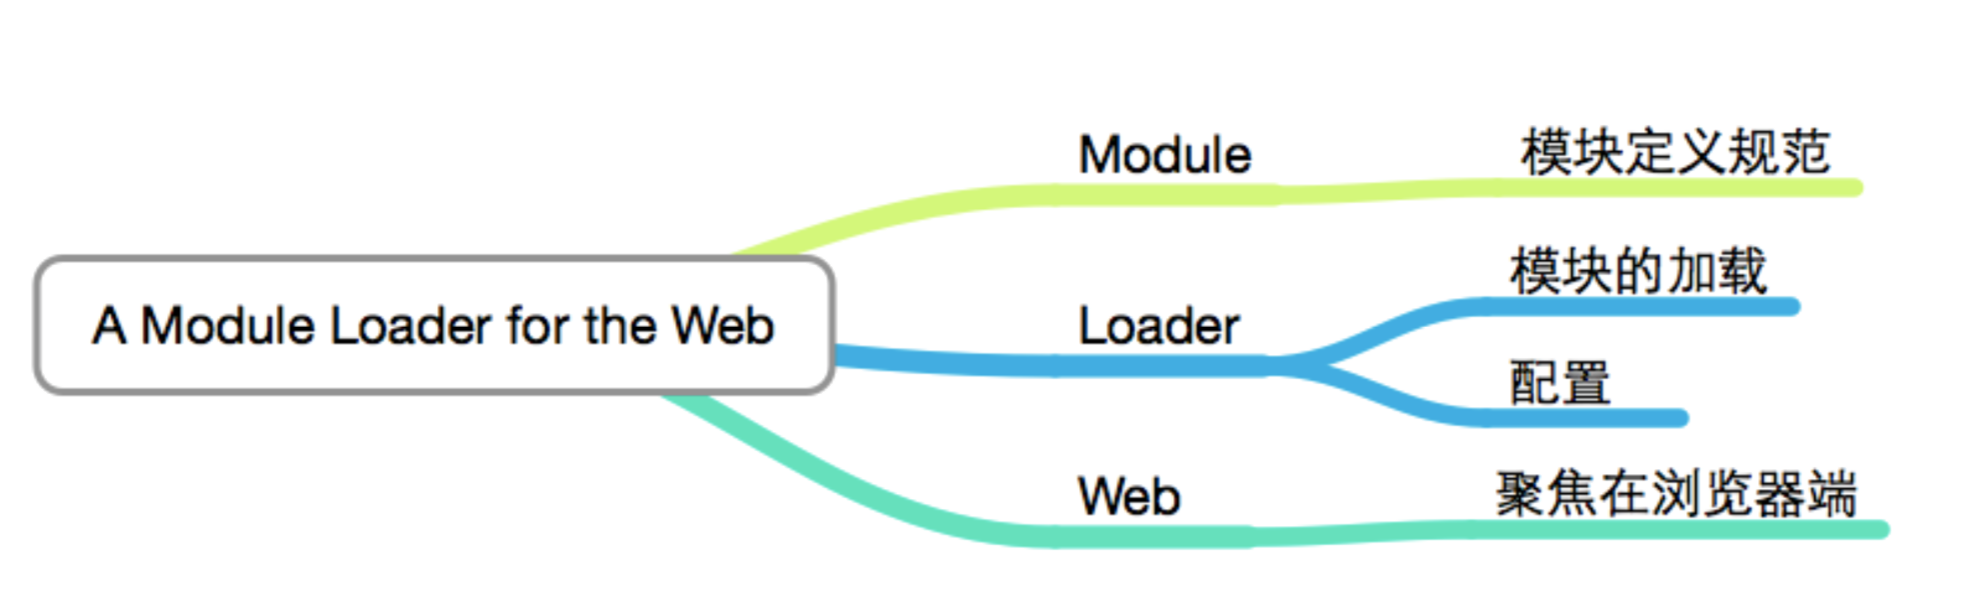 A Module Loader for the Web
Module
模块定义规范
Loader
模块的加载
配置
Web
聚焦在浏览器端